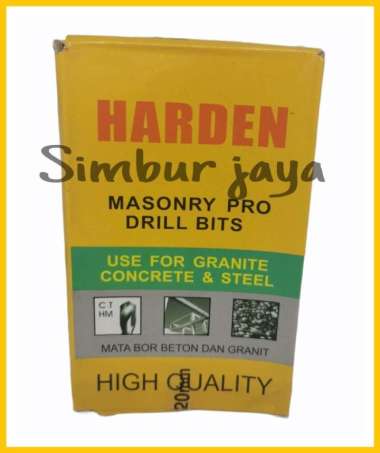 HARDEN
Simbur jaya
MASONRY PRO
DRILL BITS
USE FOR GRANITE
CONCRETE & STEEL
C.T
HM
MATA BOR BETON DAN GRANIT
HIGH QUALITY
20mm